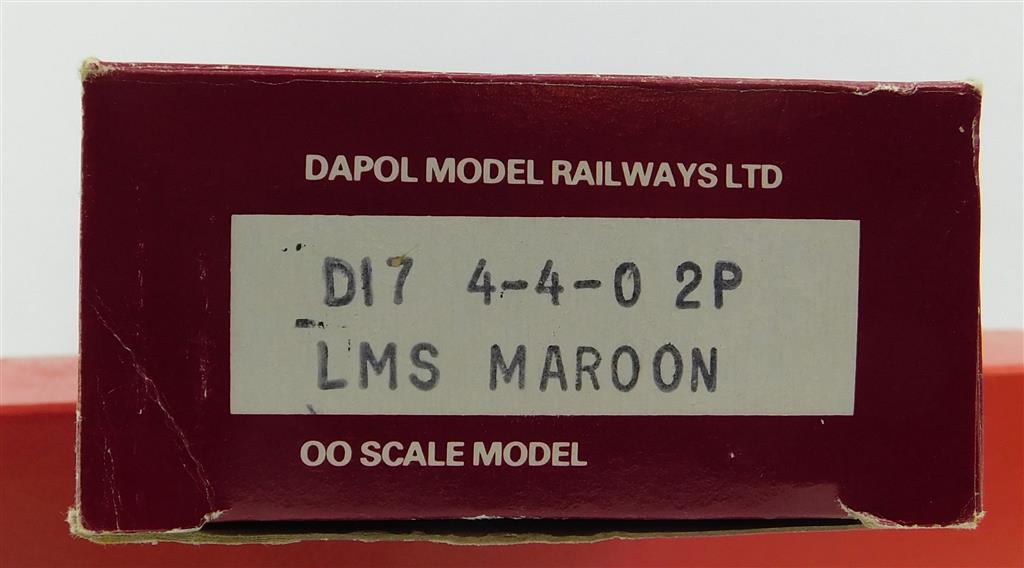 DAPOL MODEL RAILWAYS LTD
D17 4-4-0 2P
LMS MAROON
OO SCALE MODEL